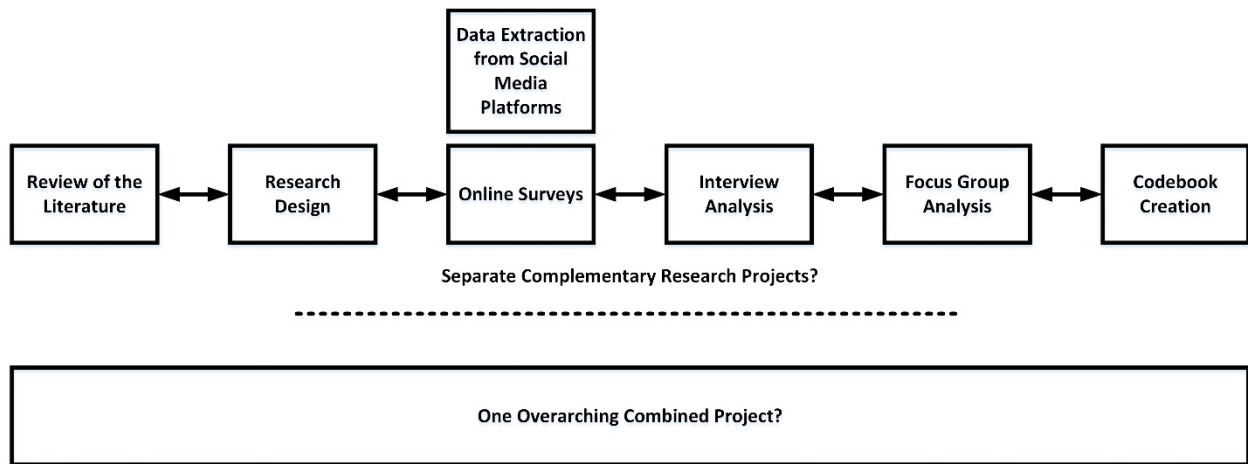 Data Extraction
from Social
Media
Platforms
Review of the
Literature
Research
Design
Online Surveys
Interview
Analysis
Focus Group
Analysis
Codebook
Creation
Separate Complementary Research Projects?
One Overarching Combined Project?